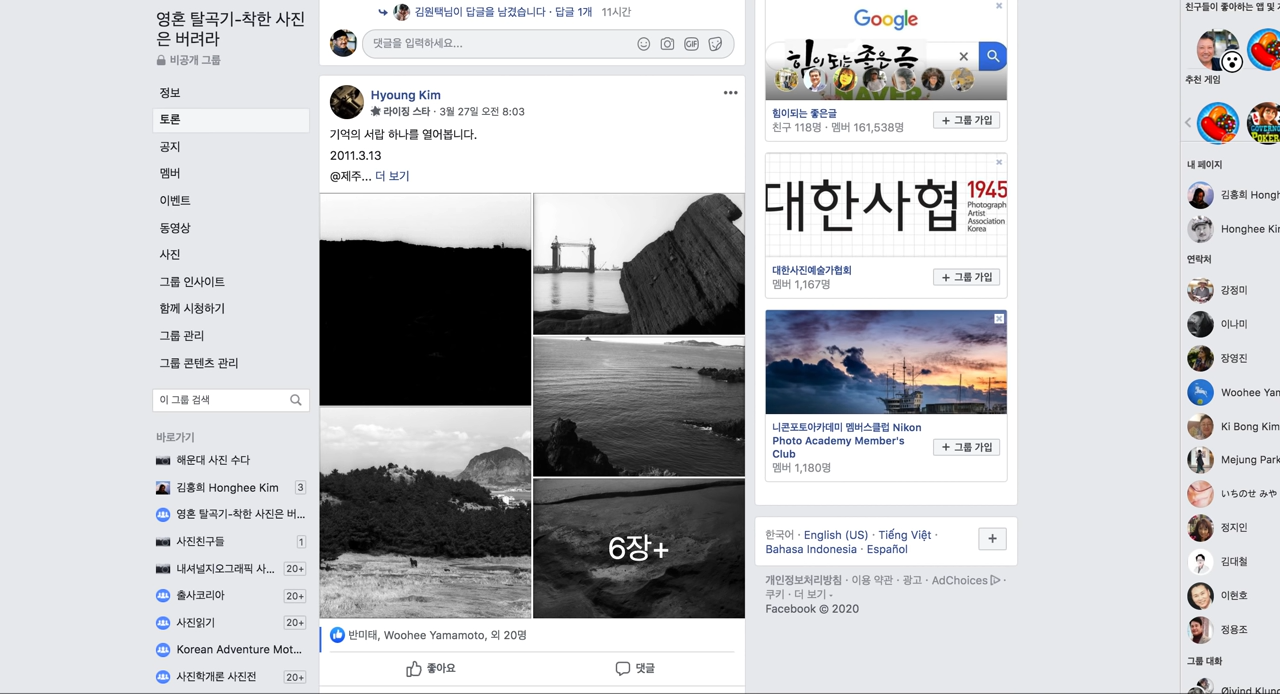 영혼 탈곡기-착한 사진
은 버려라
비공개 그룹
정보
토론
공지
멤버
이벤트
동영상
사진
그룹 인사이트
함께 시청하기
그룹 관리
그룹 콘텐츠 관리
이 그룹 검색
바로가기
해운대 사진 수다
김홍희 Honghee Kim 3
영혼 탈곡기-착한 사진은 버...
사진친구들 1
내셔널지오그래픽 사... 20+
출사코리아 20+
사진읽기 20+
Korean Adventure Mot...
사진학개론 사진전 20+
김원택님이 답글을 남겼습니다 · 답글 1개 11시간
댓글을 입력하세요...
GIF
Hyoung Kim
라이징 스타 · 3월 27일 오전 8:03
기억의 서랍 하나를 열어봅니다.
2011.3.13
@제주... 더 보기
6장+
반미태, Woohee Yamamoto, 외 20명
좋아요 댓글
Google
힘이되는좋은글
NAVER
힘이되는 좋은글
친구 118명 · 멤버 161,538명
+ 그룹 가입
대한사협
1945
Photograph
Artist
Association
Korea
대한사진예술가협회
멤버 1,167명
+ 그룹 가입
니콘포토아카데미 멤버스클럽 Nikon
Photo Academy Member's
Club
멤버 1,180명
+ 그룹 가입
한국어 · English (US) · Tiếng Việt ·
Bahasa Indonesia · Español
+
개인정보처리방침 · 이용 약관 · 광고 · AdChoices ·
쿠키 · 더 보기
Facebook © 2020
친구들이 좋아하는 앱 및 
추천 게임
GOVERNOR
POKER
내 페이지
김홍희 Hongh
Honghee Kir
연락처
강정미
이나미
장영진
Woohee Yan
Ki Bong Kim
Mejung Park
いちのせ みや
정지인
김대철
이현호
정용조
그룹 대화
Øivind Klung